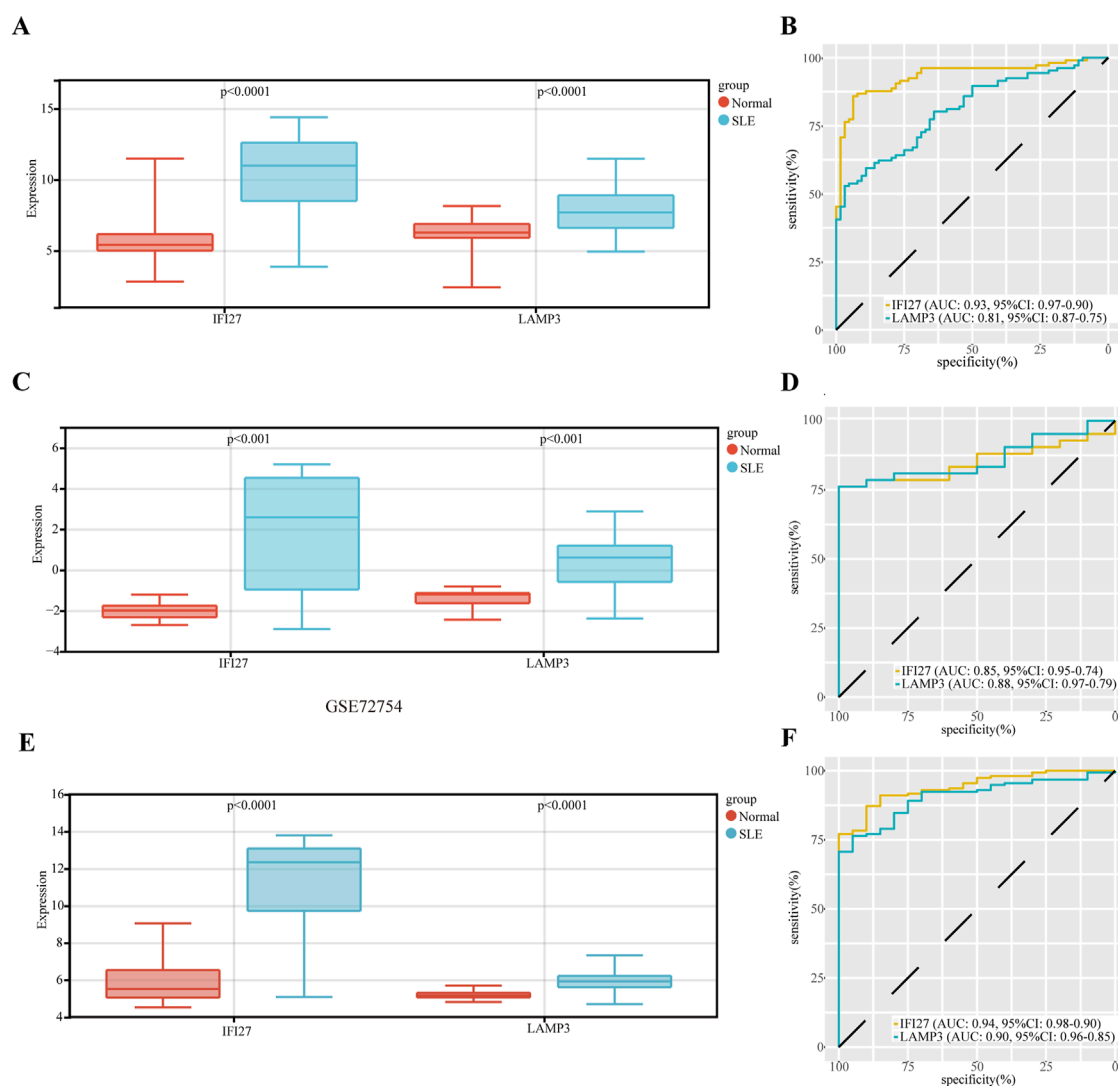 A
p<0.0001
p<0.0001
group
Normal
SLE
15
10
5
Expression
IFI27
LAMP3
B
100
75
50
25
0
sensitivity(%)
IFI27 (AUC: 0.93, 95%CI: 0.97-0.90)
LAMP3 (AUC: 0.81, 95%CI: 0.87-0.75)
100 75 50 25 0
specificity(%)
C
p<0.001
p<0.001
group
Normal
SLE
6
4
2
0
−2
−4
Expression
IFI27
LAMP3
D
100
75
50
25
0
sensitivity(%)
IFI27 (AUC: 0.85, 95%CI: 0.95-0.74)
LAMP3 (AUC: 0.88, 95%CI: 0.97-0.79)
100 75 50 25 0
specificity(%)
GSE72754
E
p<0.0001
p<0.0001
group
Normal
SLE
16
14
12
10
8
6
4
Expression
IFI27
LAMP3
F
100
75
50
25
0
sensitivity(%)
IFI27 (AUC: 0.94, 95%CI: 0.98-0.90)
LAMP3 (AUC: 0.90, 95%CI: 0.96-0.85)
100 75 50 25 0
specificity(%)